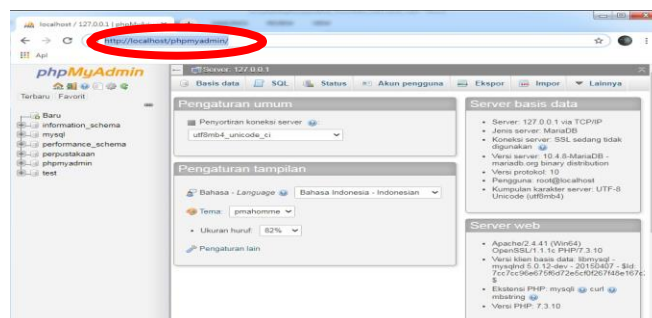 localhost / 127.0.0.1 | phpMyAd
http://localhost/phpmyadmin/
Api
phpMyAdmin
Terbaru Favorit
Baru
information_schema
mysql
performance_schema
perpustakaan
phpmyadmin
test
Server: 127.0.0.1
Basis data SQL Status Akun pengguna Ekspor Impor Lainnya
Pengaturan umum
Penyortiran koneksi server
utf8mb4_unicode_ci
Pengaturan tampilan
Bahasa - Language Bahasa Indonesia - Indonesian
Tema: pmahomme
Ukuran huruf: 82%
Pengaturan lain
Server basis data
Server: 127.0.0.1 via TCP/IP
Jenis server: MariaDB
Koneksi server: SSL sedang tidak
digunakan
Versi server: 10.4.8-MariaDB -
mariadb.org binary distribution
Versi protokol: 10
Pengguna: root@localhost
Kumpulan karakter server: UTF-8
Unicode (utf8mb4)
Server web
Apache/2.4.41 (Win64)
OpenSSL/1.1.1c PHP/7.3.10
Versi klien basis data: libmysql -
mysqlnd 5.0.12-dev - 20150407 - $Id:
$
Ekstensi PHP: mysqli curl
mbstring
Versi PHP: 7.3.10